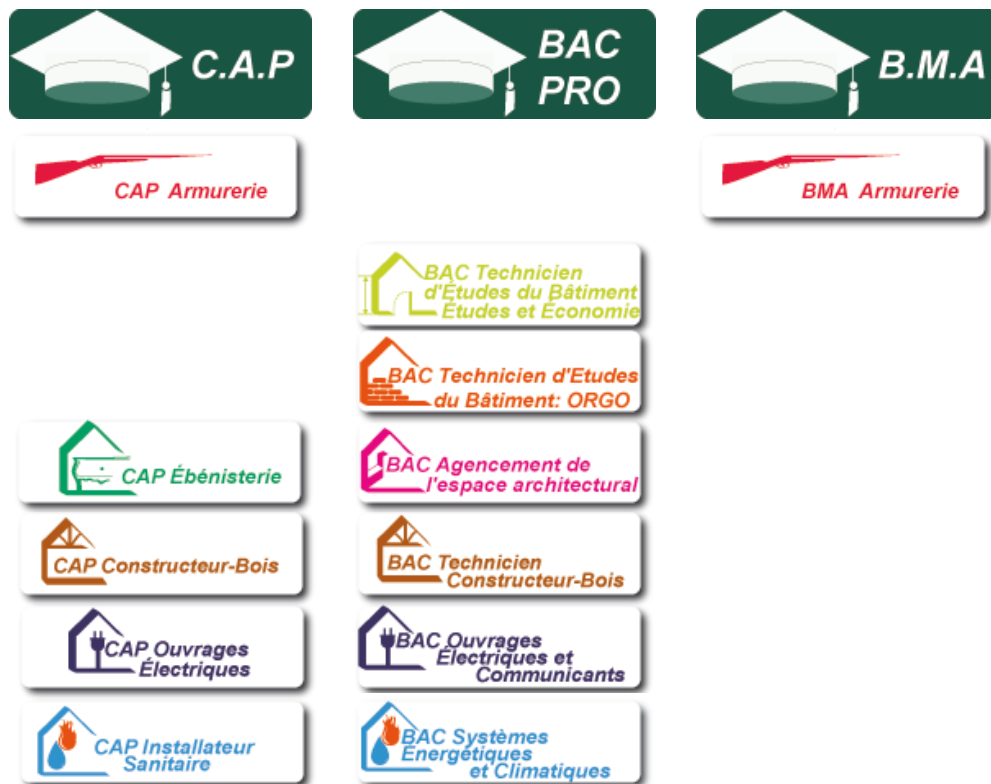 C.A.P
BAC
PRO
B.M.A
CAP Armurerie
BMA Armurerie
BAC Technicien
d'Études du Bâtiment
Études et Économie
BAC Technicien d'Etudes
du Bâtiment: ORGO
CAP Ébénisterie
BAC Agencement de
l'espace architectural
CAP Constructeur-Bois
BAC Technicien
Constructeur-Bois
CAP Ouvrages
Électriques
BAC Ouvrages
Électriques et
Communicants
CAP Installateur
Sanitaire
BAC Systèmes
Énergétiques
et Climatiques